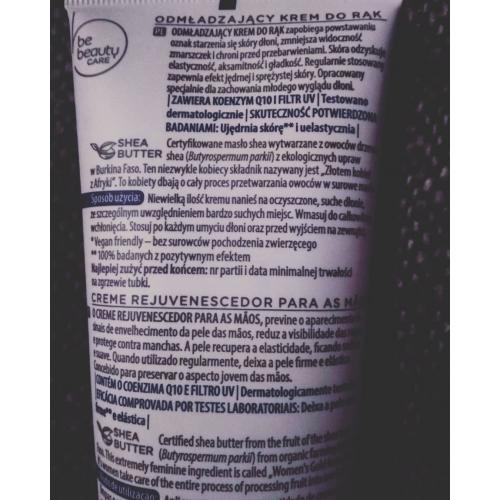 be
beauty
CARE
ODMŁADZAJĄCY KREM DO RĄK
PL ODMŁADZAJĄCY KREM DO RĄK zapobiega powstawaniu
oznak starzenia się skóry dłoni, zmniejsza widoczność
zmarszczek i chroni przed przebarwieniami. Skóra odzyskuje
elastyczność, aksamitność i gładkość. Regularnie stosowany
zapewnia efekt jędrnej i sprężystej skóry. Opracowany
specjalnie dla zachowania młodego wyglądu dłoni.
| ZAWIERA KOENZYM Q10 I FILTR UV | Testowano
dermatologicznie | SKUTECZNOŚĆ POTWIERDZONA
BADANIAMI: Ujędrnia skórę** i uelastycznia |
SHEA
BUTTER
Certyfikowane masło shea wytwarzane z owoców drzewa
shea (Butyrospermum parkii) z ekologicznych upraw
w Burkina Faso. Ten niezwykle kobiecy składnik nazywany jest „Złotem kobiet
z Afryki”. To kobiety dbają o cały proces przetwarzania owoców w surowe
Sposób użycia: Niewielką ilość kremu nanieś na oczyszczone, suche dłonie,
ze szczególnym uwzględnieniem bardzo suchych miejsc. Wmasuj do całkowitego
wchłonięcia. Stosuj po każdym umyciu dłoni oraz przed wyjściem na zewnątrz.
* Vegan friendly – bez surowców pochodzenia zwierzęcego
** 100% badanych z pozytywnym efektem
Najlepiej zużyć przed końcem: nr partii i data minimalnej trwałości
na zgrzewie tubki.
CREME REJUVENESCEDOR PARA AS MÃOS
O CREME REJUVENESCEDOR PARA AS MÃOS, previne o aparecimento
sinais de envelhecimento da pele das mãos, reduz a visibilidade das
e protege contra manchas. A pele recupera a elasticidade, ficando
e suave. Quando utilizado regularmente, deixa a pele firme e elástica.
Concebido para preservar o aspecto jovem das mãos.
| CONTÉM O COENZIMA Q10 E FILTRO UV | Dermatologicamente
EFICÁCIA COMPROVADA POR TESTES LABORATORIAIS: Deixa a
firme** e elástica |
SHEA
BUTTER
Certified shea butter from the fruit of the shea
(Butyrospermum parkii) from organic
Faso. This extremely feminine ingredient is called „Women's Gold
women take care of the entire process of processing the fruit
de utilização